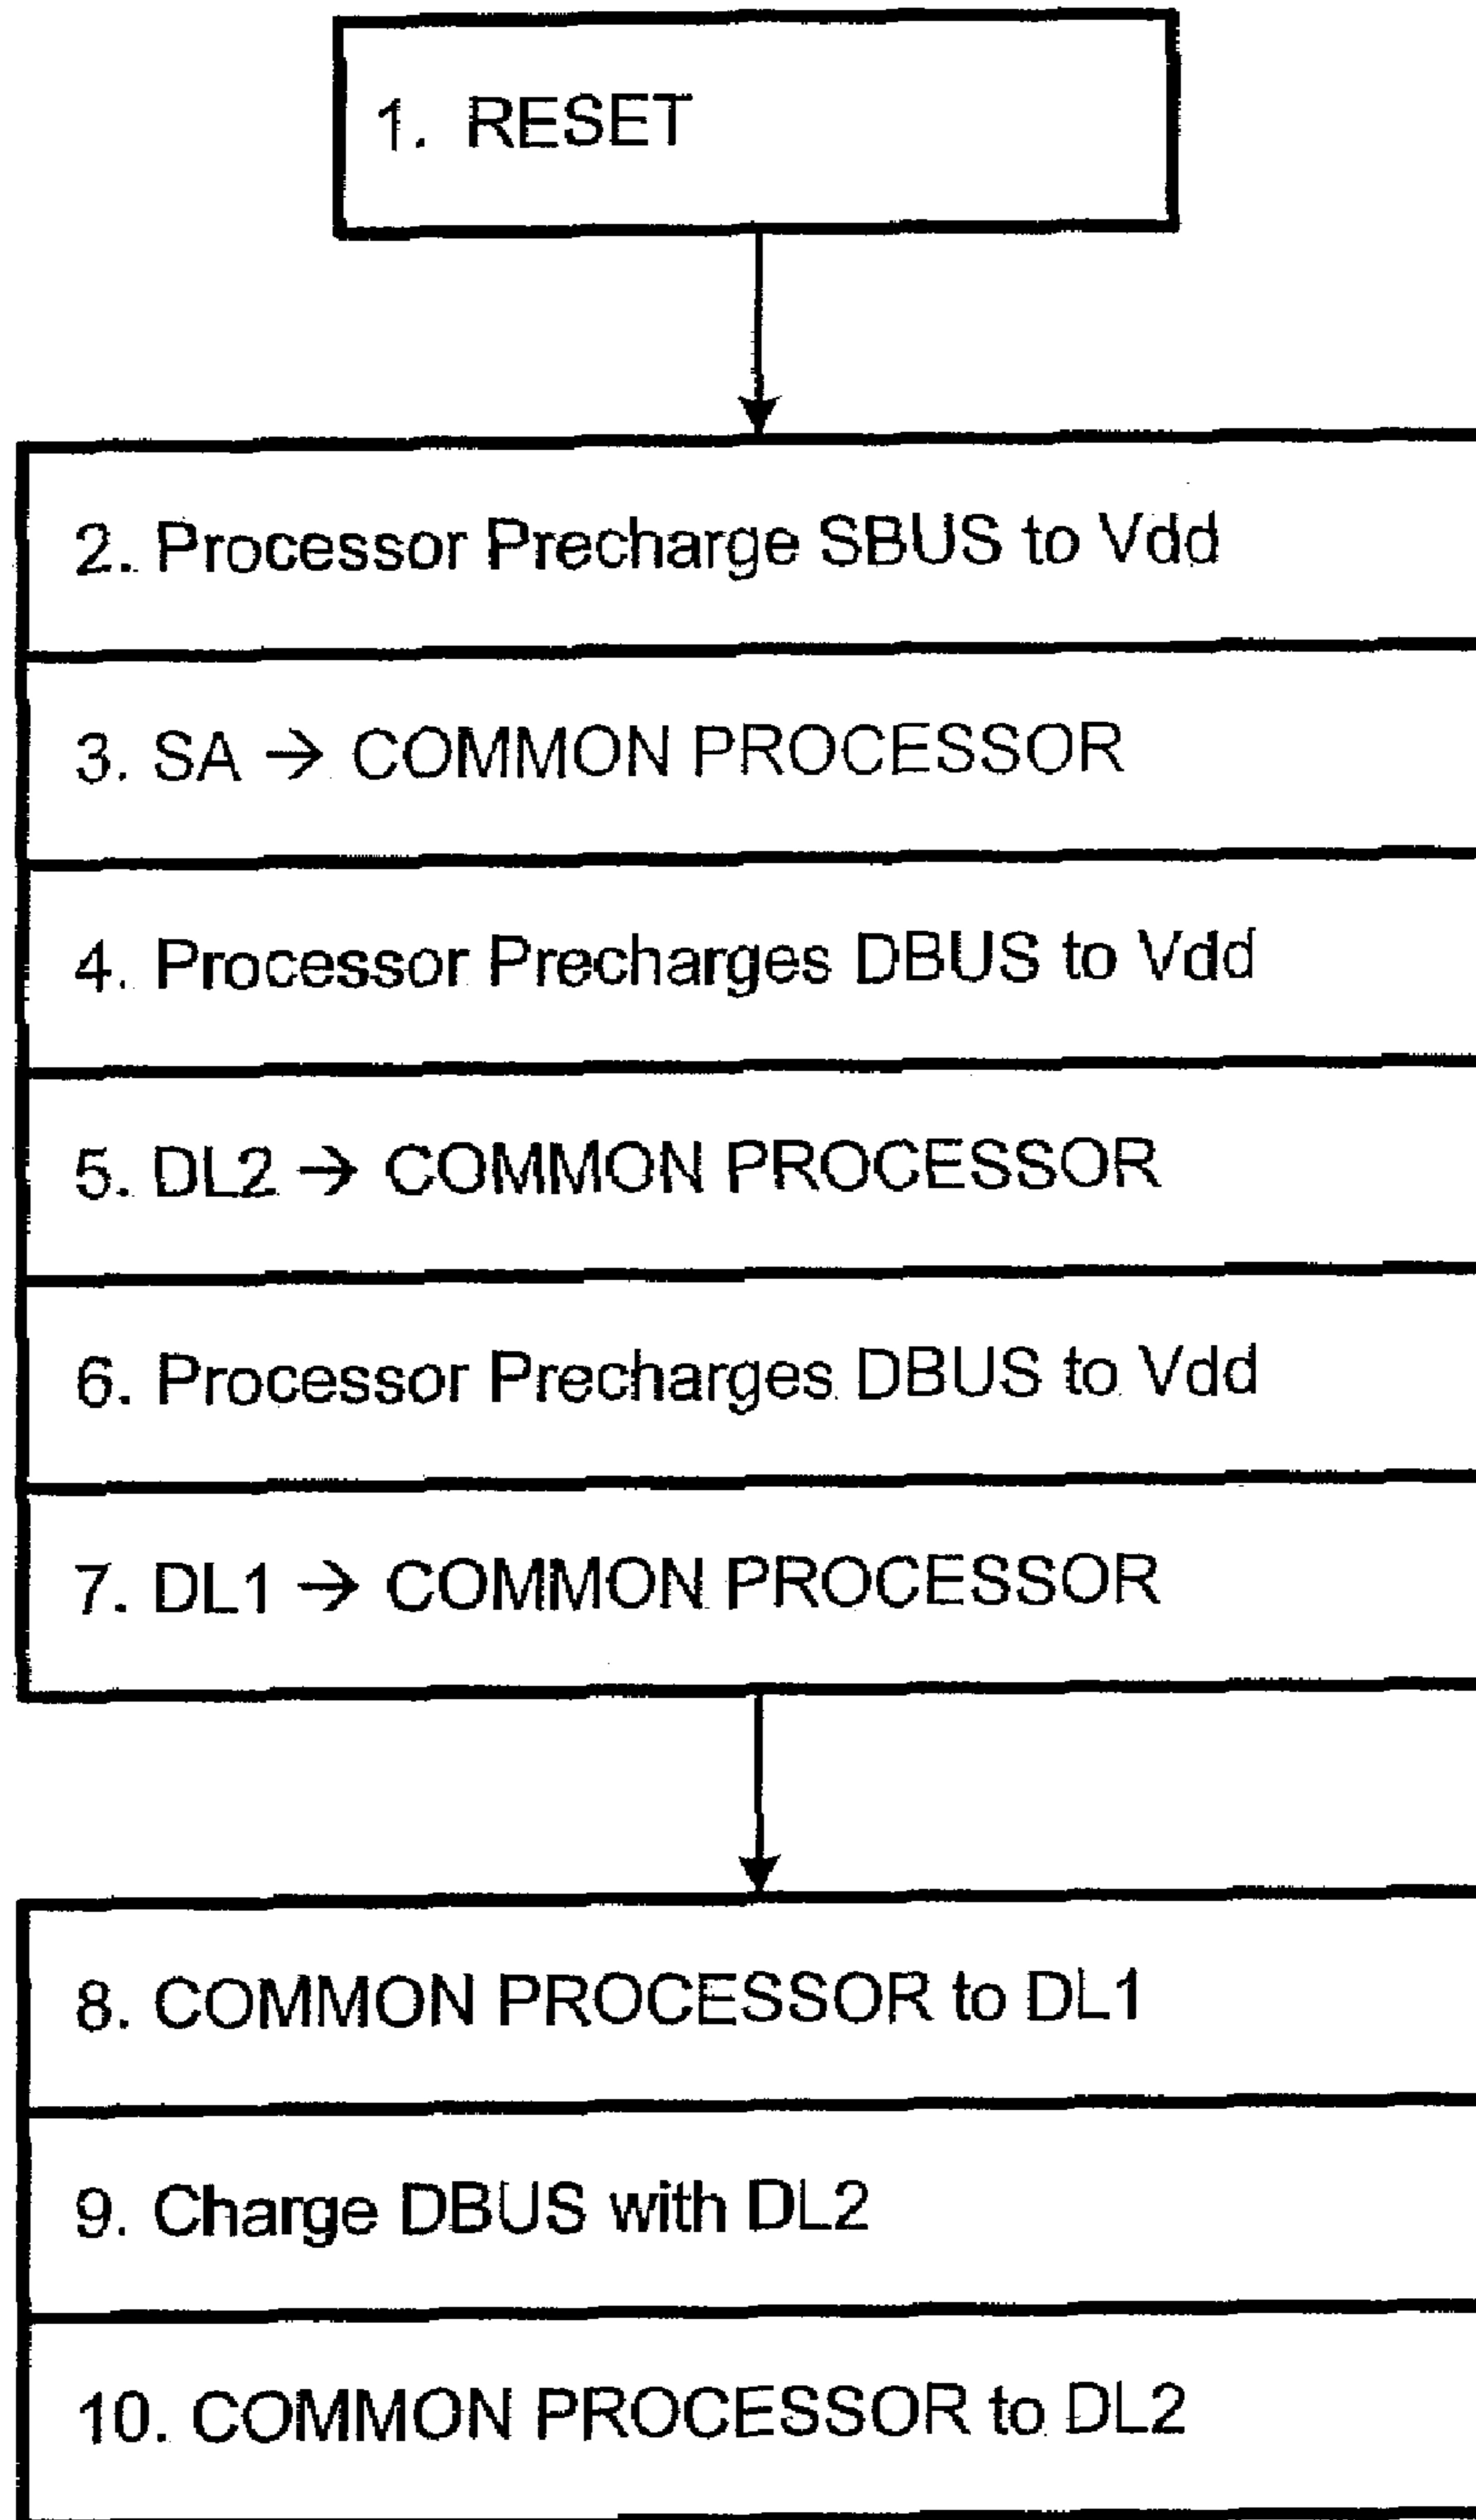 1. RESET
2. Processor Precharge SBUS to Vdd
3. SA → COMMON PROCESSOR
4. Processor Precharges DBUS to Vdd
5. DL2 → COMMON PROCESSOR
6. Processor Precharges DBUS to Vdd
7. DL1 → COMMON PROCESSOR
8. COMMON PROCESSOR to DL1
9. Charge DBUS with DL2
10. COMMON PROCESSOR to DL2